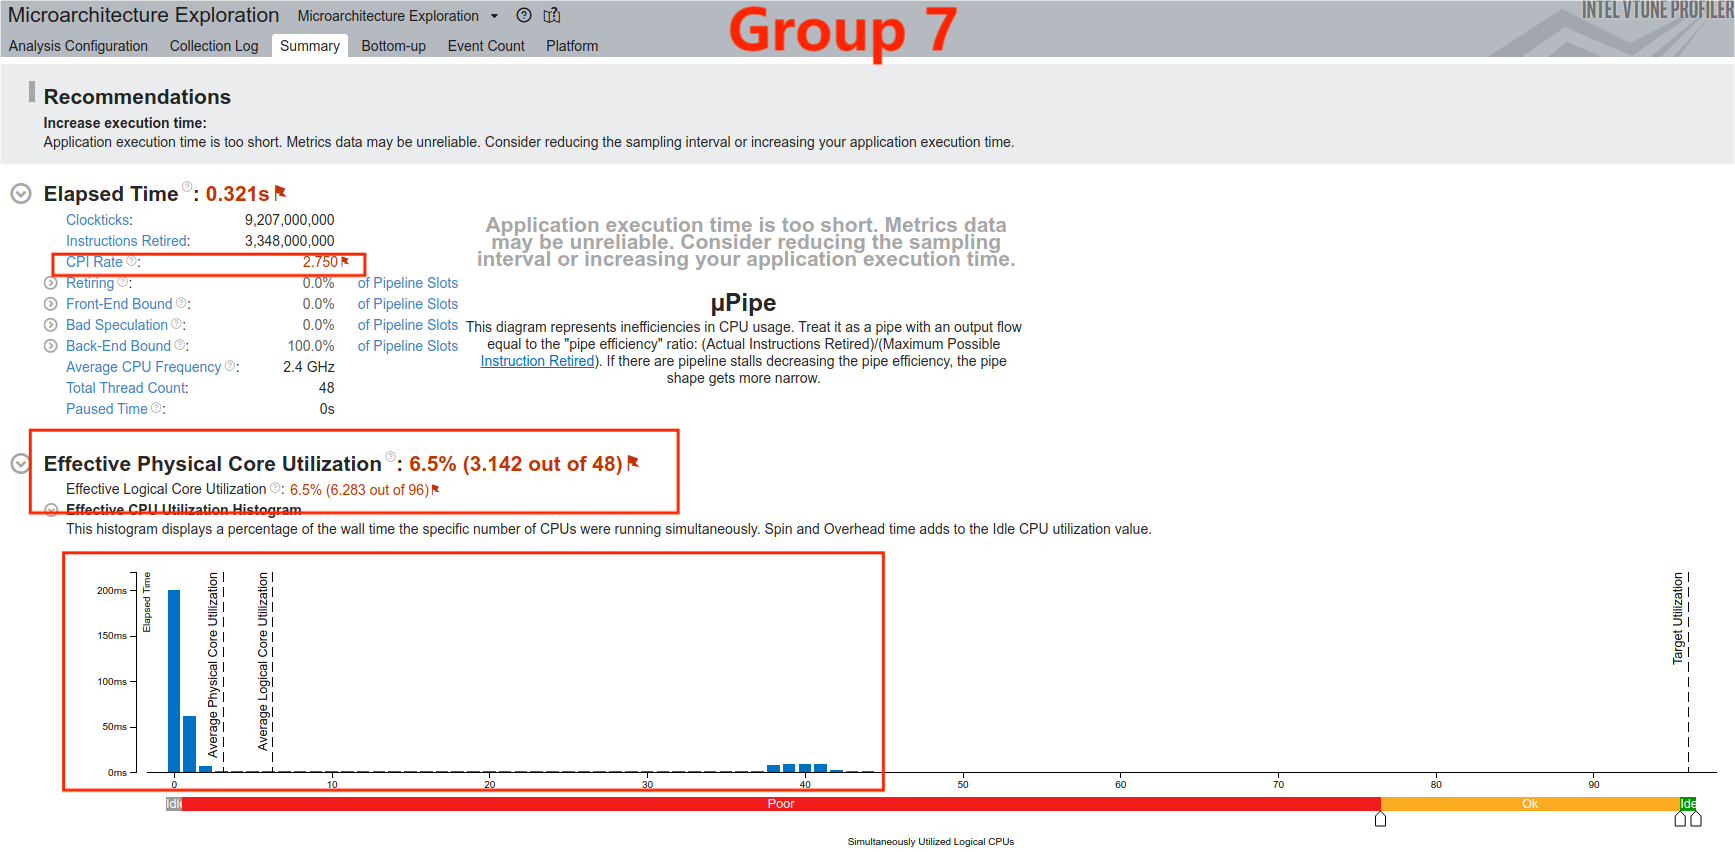 Microarchitecture Exploration Microarchitecture Exploration
Group 7
INTEL VTUNE PROFILER
Analysis Configuration Collection Log Summary Bottom-up Event Count Platform
Recommendations
Increase execution time:
Application execution time is too short. Metrics data may be unreliable. Consider reducing the sampling interval or increasing your application execution time.
Elapsed Time ?: 0.321s
Clockticks: 9,207,000,000
Instructions Retired: 3,348,000,000
CPI Rate ?: 2.750
Retiring ?: 0.0% of Pipeline Slots
Front-End Bound ?: 0.0% of Pipeline Slots
Bad Speculation ?: 0.0% of Pipeline Slots
Back-End Bound ?: 100.0% of Pipeline Slots
Average CPU Frequency ?: 2.4 GHz
Total Thread Count: 48
Paused Time ?: 0s
Application execution time is too short. Metrics data
may be unreliable. Consider reducing the sampling
interval or increasing your application execution time.
µPipe
This diagram represents inefficiencies in CPU usage. Treat it as a pipe with an output flow
equal to the "pipe efficiency" ratio: (Actual Instructions Retired)/(Maximum Possible
Instruction Retired). If there are pipeline stalls decreasing the pipe efficiency, the pipe
shape gets more narrow.
Effective Physical Core Utilization ?: 6.5% (3.142 out of 48)
Effective Logical Core Utilization ?: 6.5% (6.283 out of 96)
Effective CPU Utilization Histogram
This histogram displays a percentage of the wall time the specific number of CPUs were running simultaneously. Spin and Overhead time adds to the Idle CPU utilization value.
200ms
150ms
100ms
50ms
0ms
Elapsed Time
Average Physical Core Utilization
Average Logical Core Utilization
Target Utilization
0 10 20 30 40 50 60 70 80 90
Idle Poor Ok Ide
Simultaneously Utilized Logical CPUs